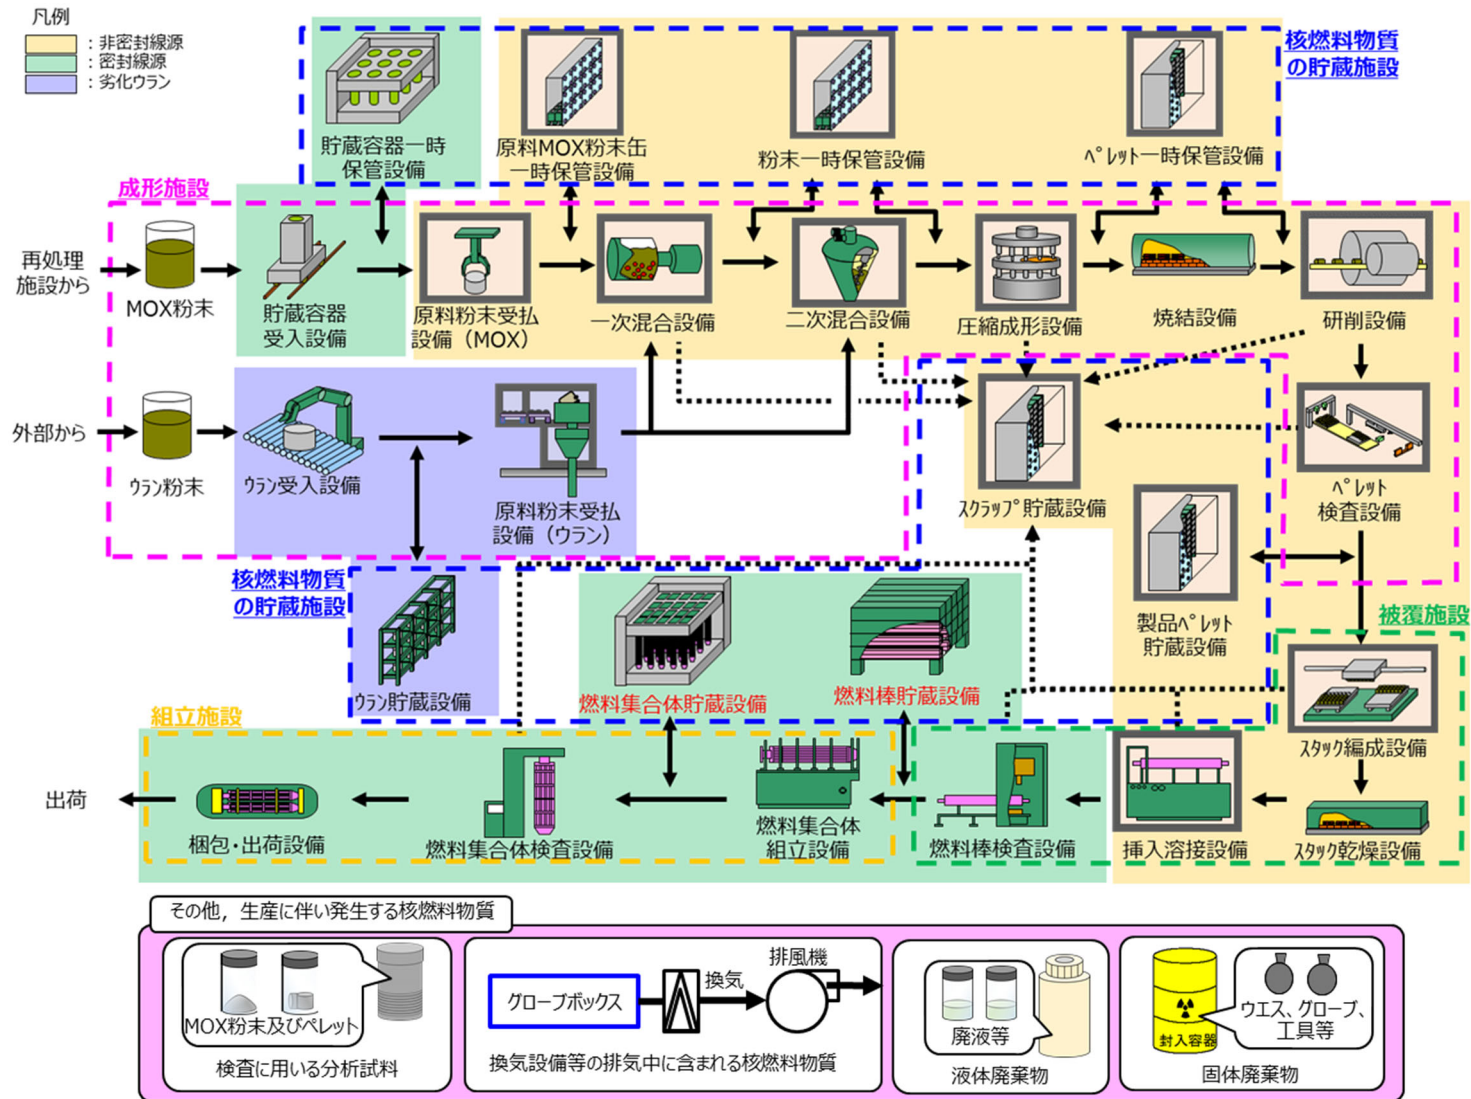 凡例
：非密封線源
：密封線源
：劣化ウラン
核燃料物質
の貯蔵施設
貯蔵容器一時
保管設備
原料MOX粉末缶
一時保管設備
粉末一時保管設備
ﾍﾟﾚｯﾄ一時保管設備
成形施設
再処理
施設から
MOX粉末
貯蔵容器
受入設備
原料粉末受払
設備（MOX）
一次混合設備
二次混合設備
圧縮成形設備
焼結設備
研削設備
外部から
ｳﾗﾝ粉末
ｳﾗﾝ受入設備
原料粉末受払
設備（ウラン）
ｽｸﾗｯﾌﾟ貯蔵設備
ﾍﾟﾚｯﾄ
検査設備
核燃料物質
の貯蔵施設
ｳﾗﾝ貯蔵設備
燃料集合体貯蔵設備
燃料棒貯蔵設備
製品ﾍﾟﾚｯﾄ
貯蔵設備
被覆施設
ｽﾀｯｸ編成設備
組立施設
出荷
梱包・出荷設備
燃料集合体検査設備
燃料集合体
組立設備
燃料棒検査設備
挿入溶接設備
ｽﾀｯｸ乾燥設備
その他，生産に伴い発生する核燃料物質
MOX粉末及びペレット
検査に用いる分析試料
グローブボックス
換気
排風機
換気設備等の排気中に含まれる核燃料物質
廃液等
液体廃棄物
封入容器
ウエス、グローブ、
工具等
固体廃棄物